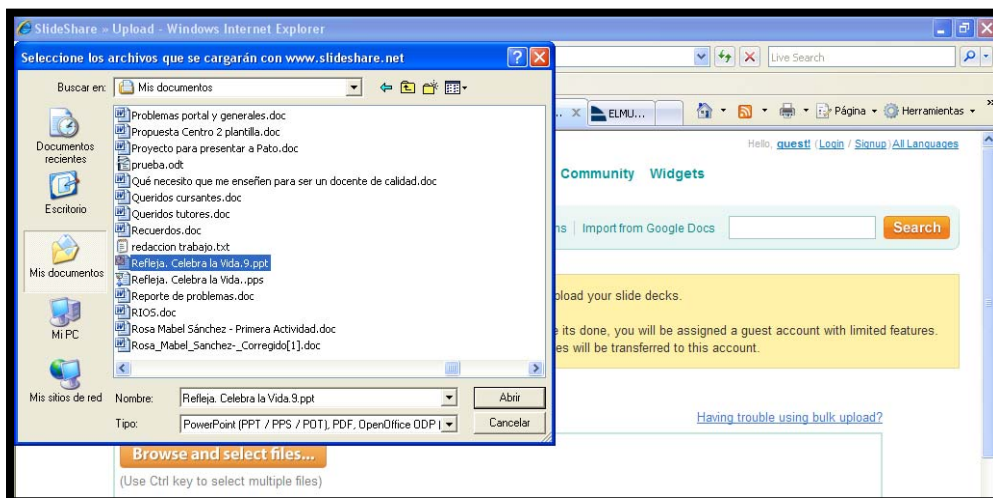 SlideShare » Upload - Windows Internet Explorer
Seleccione los archivos que se cargarán con www.slideshare.net
Live Search
Buscar en:
Mis documentos
ELMU...
Página
Herramientas
Documentos recientes
Escritorio
Mis documentos
Mi PC
Mis sitios de red
Problemas portal y generales.doc
Propuesta Centro 2 plantilla.doc
Proyecto para presentar a Pato.doc
prueba.odt
Qué necesito que me enseñen para ser un docente de calidad.doc
Queridos cursantes.doc
Queridos tutores.doc
Recuerdos.doc
redaccion trabajo.txt
Refleja. Celebra la Vida.9.ppt
Refleja. Celebra la Vida..pps
Reporte de problemas.doc
RIOS.doc
Rosa Mabel Sánchez - Primera Actividad.doc
Rosa_Mabel_Sanchez-_Corregido[1].doc
Nombre:
Refleja. Celebra la Vida.9.ppt
Abrir
Tipo:
PowerPoint (PPT / PPS / POT), PDF, OpenOffice ODP
Cancelar
Hello, guest! (Login / Signup) All Languages
Community Widgets
ns | Import from Google Docs
Search
pload your slide decks.
e its done, you will be assigned a guest account with limited features.
es will be transferred to this account.
Having trouble using bulk upload?
Browse and select files...
(Use Ctrl key to select multiple files)